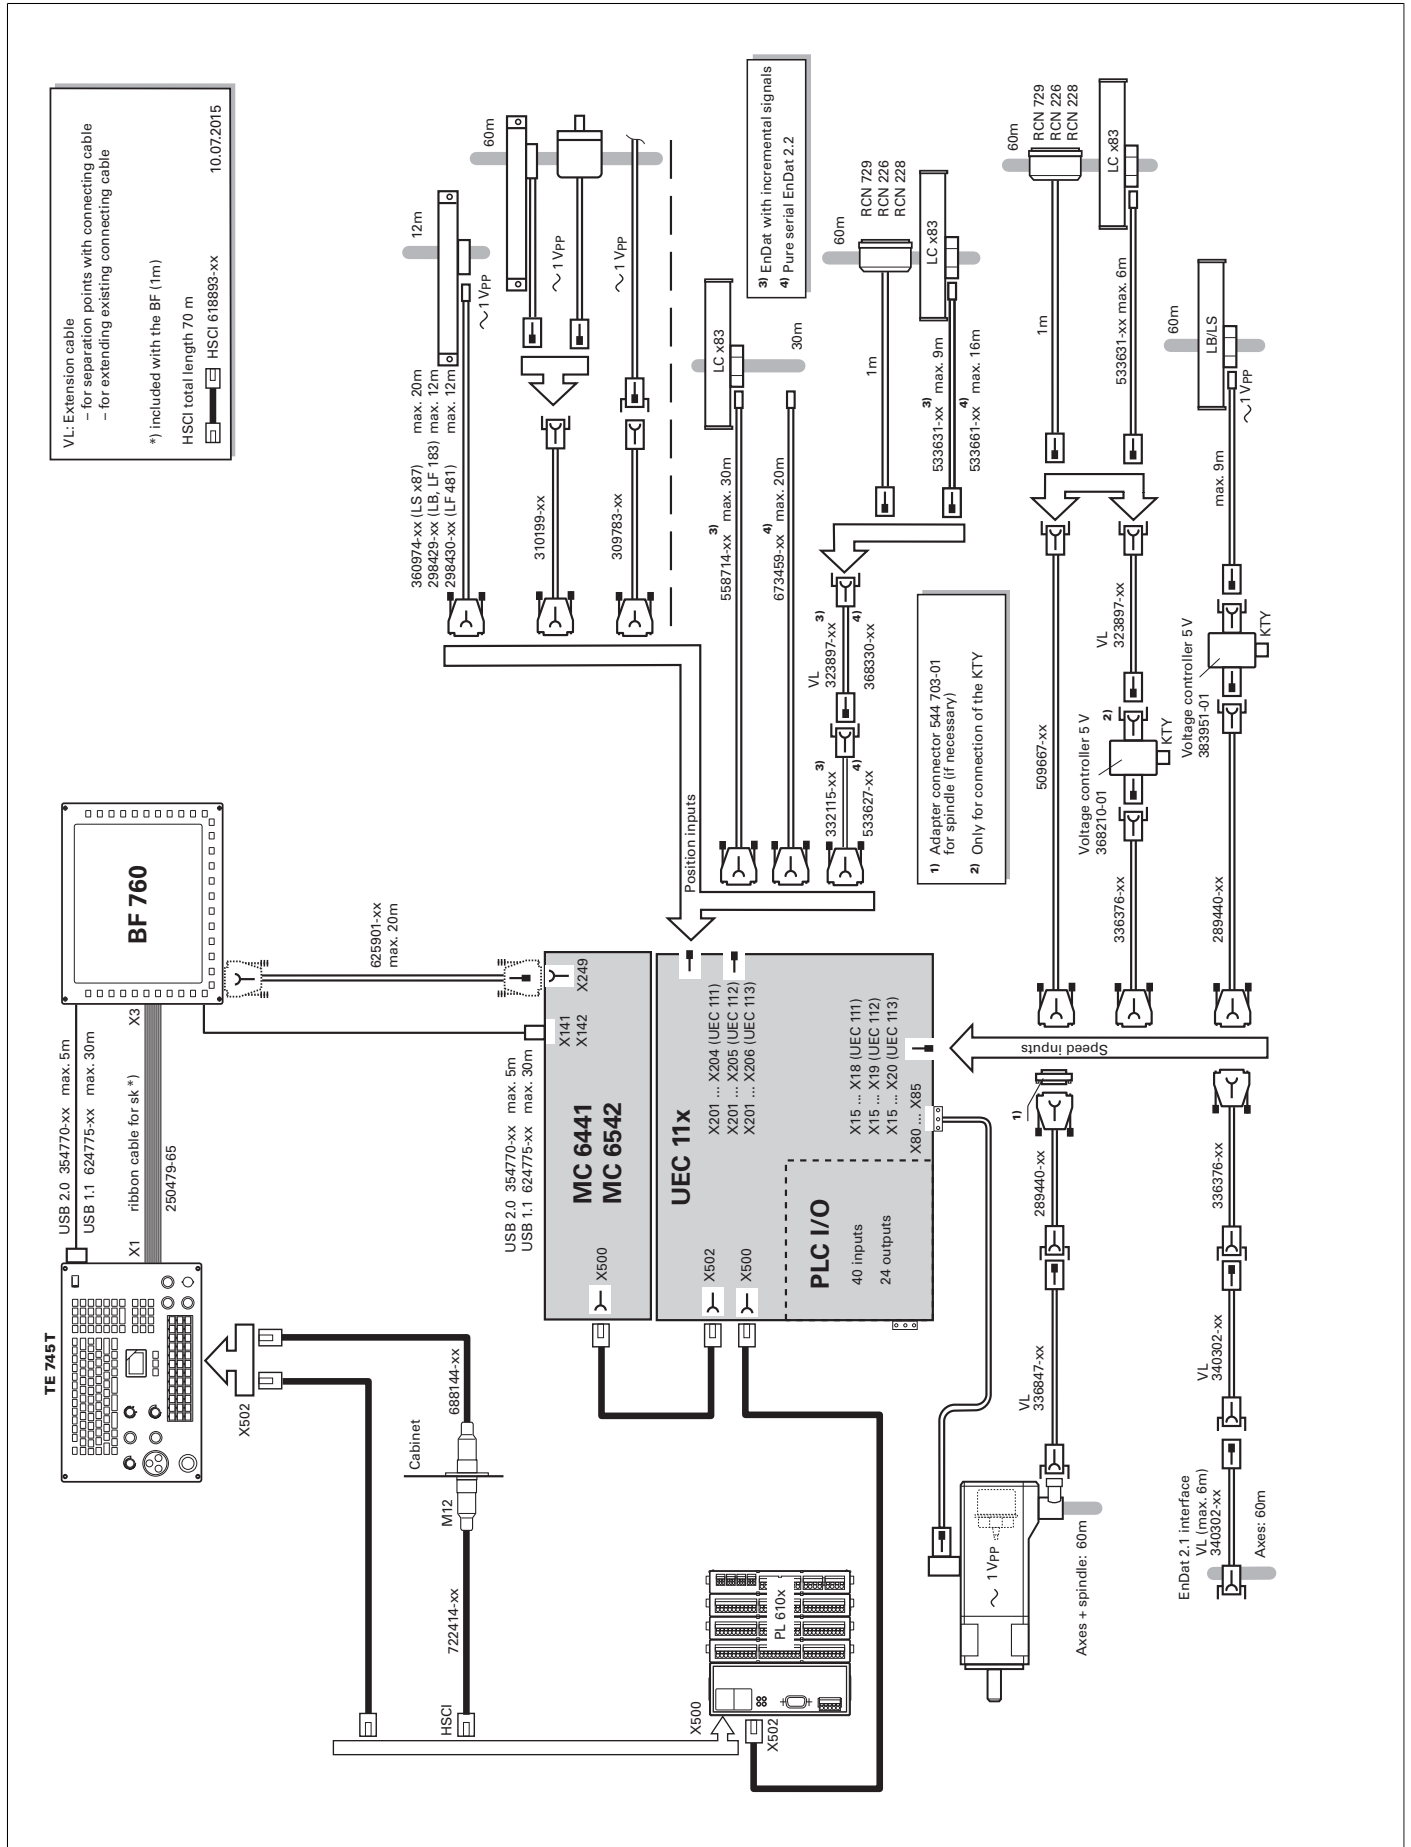 TE 745T
USB 2.0 354770-xx max. 5m
USB 1.1 624775-xx max. 30m
X1
ribbon cable for sk *)
X3
250479-65
BF 760
VL: Extension cable
– for separation points with connecting cable
– for extending existing connecting cable
*) included with the BF (1m)
HSCI total length 70 m
HSCI 618893-xx
10.07.2015
X502
688144-xx
Cabinet
M12
722414-xx
HSCI
625901-xx
max. 20m
USB 2.0 354770-xx max. 5m
USB 1.1 624775-xx max. 30m
X141
X142
X249
MC 6441
MC 6542
X500
UEC 11x
X502
X500
X201 ... X204 (UEC 111)
X201 ... X205 (UEC 112)
X201 ... X206 (UEC 113)
PLC I/O
40 inputs
24 outputs
X15 ... X18 (UEC 111)
X15 ... X19 (UEC 112)
X15 ... X20 (UEC 113)
X80 ... X85
Position inputs
360974-xx (LS x87) max. 20m
298429-xx (LB, LF 183) max. 12m
298430-xx (LF 481) max. 12m
12m
~ 1 VPP
60m
~ 1 VPP
310199-xx
~ 1 VPP
309783-xx
3)
558714-xx max. 30m
LC x83
4)
673459-xx max. 20m
30m
3) EnDat with incremental signals
4) Pure serial EnDat 2.2
3)
332115-xx
4)
533627-xx
VL
3)
323897-xx
4)
368330-xx
1m
60m
RCN 729
RCN 226
RCN 228
3)
533631-xx max. 9m
4)
533661-xx max. 16m
LC x83
1) Adapter connector 544 703-01
for spindle (if necessary)
2) Only for connection of the KTY
X500
PL 610x
X502
~ 1 VPP
Axes + spindle: 60m
VL
336847-xx
289440-xx
1)
Speed inputs
509667-xx
1m
60m
RCN 729
RCN 226
RCN 228
336376-xx
Voltage controller 5 V
368210-01
2)
KTY
VL
323897-xx
533631-xx max. 6m
LC x83
EnDat 2.1 interface
VL (max. 6m)
340302-xx
Axes: 60m
VL
340302-xx
336376-xx
289440-xx
Voltage controller 5 V
383951-01
KTY
max. 9m
~ 1 VPP
LB/LS
60m